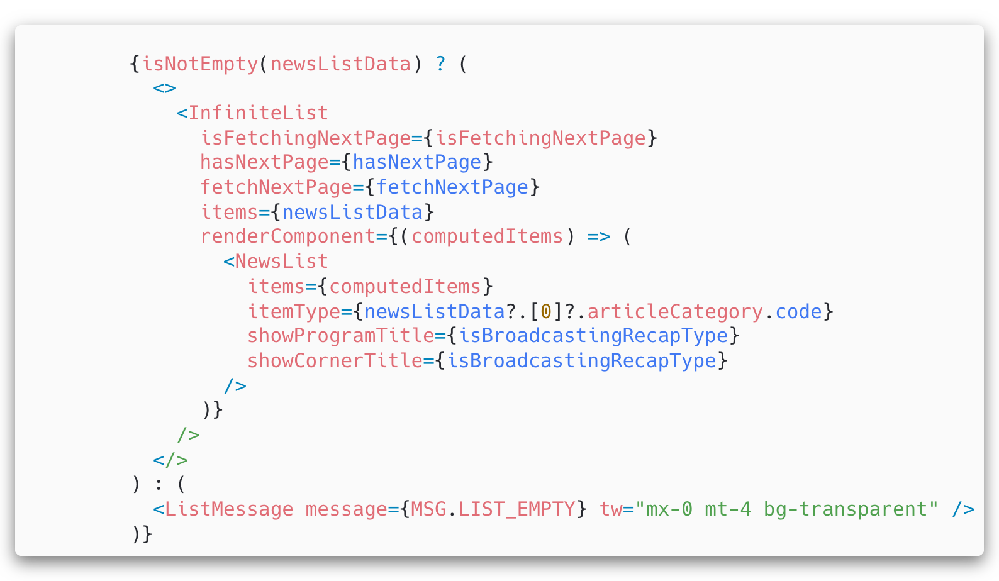 {isNotEmpty(newsListData) ? (
  <>
    <InfiniteList
      isFetchingNextPage={isFetchingNextPage}
      hasNextPage={hasNextPage}
      fetchNextPage={fetchNextPage}
      items={newsListData}
      renderComponent={(computedItems) => (
        <NewsList
          items={computedItems}
          itemType={newsListData?.[0]?.articleCategory.code}
          showProgramTitle={isBroadcastingRecapType}
          showCornerTitle={isBroadcastingRecapType}
        />
      )}
    />
  </>
) : (
  <ListMessage message={MSG.LIST_EMPTY} tw="mx-0 mt-4 bg-transparent" />
)}